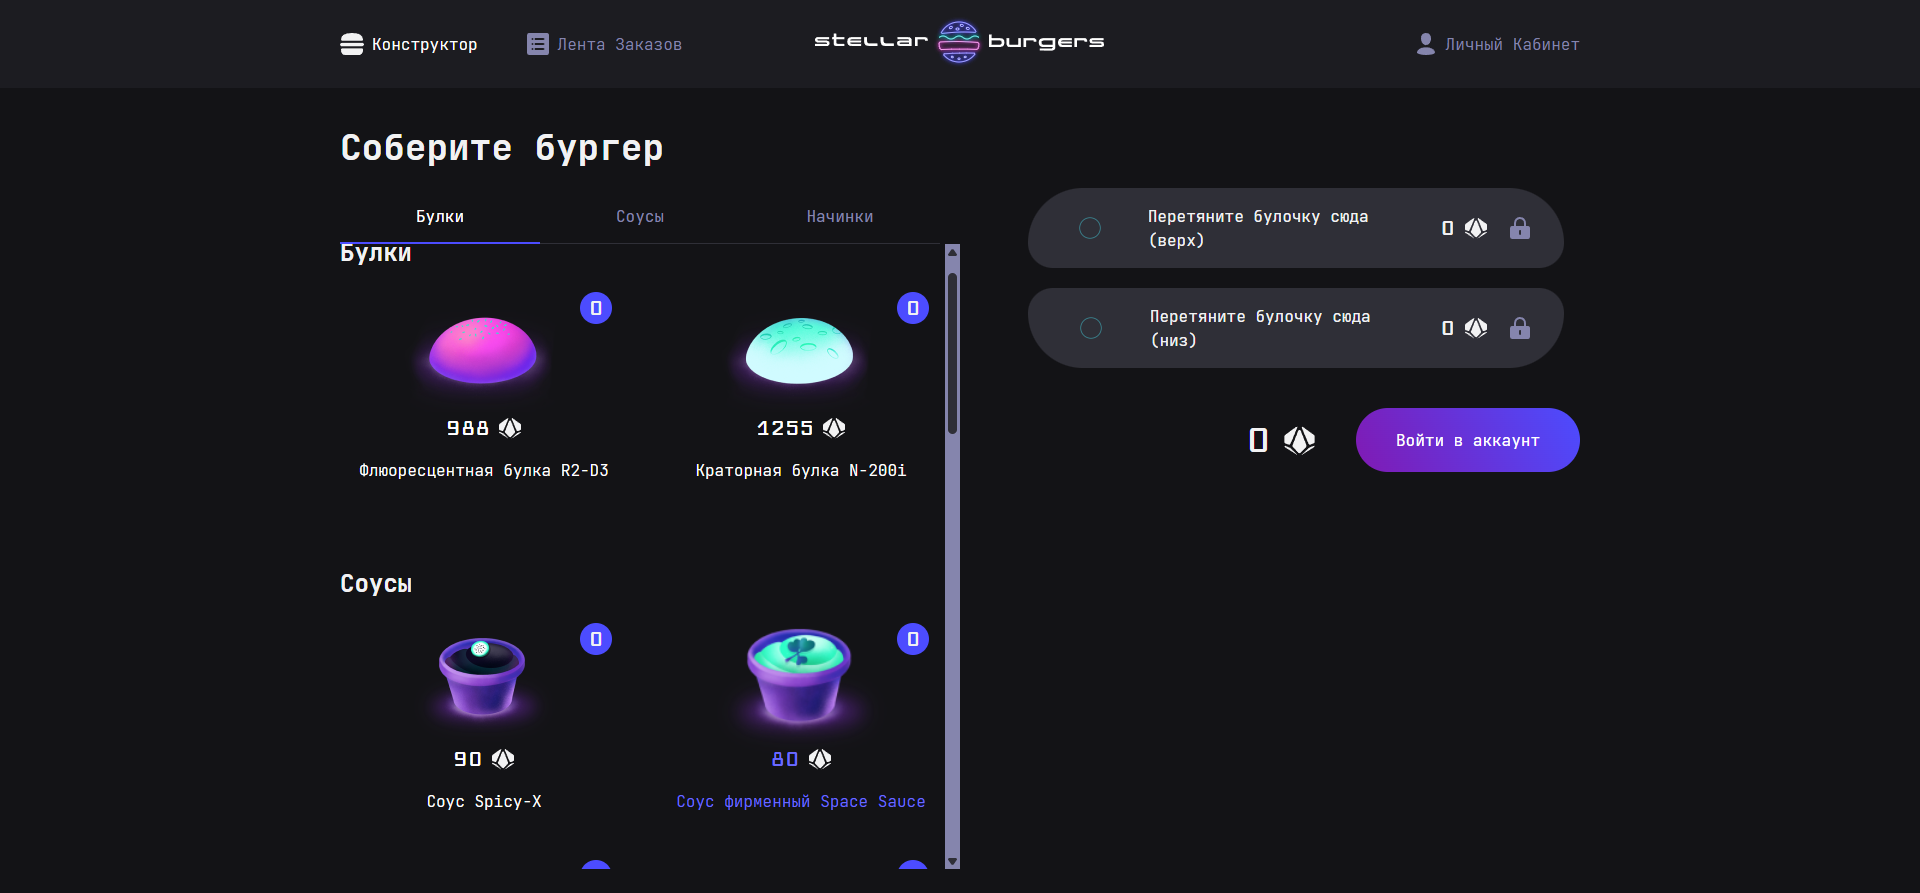 Конструктор
Лента Заказов
stellar burgers
Личный Кабинет
Соберите бургер
Булки
Соусы
Начинки
Булки
0
0
988
1255
Флюоресцентная булка R2-D3
Краторная булка N-200i
Соусы
0
0
90
80
Соус Spicy-X
Соус фирменный Space Sauce
Перетяните булочку сюда
(верх)
0
Перетяните булочку сюда
(низ)
0
0
Войти в аккаунт